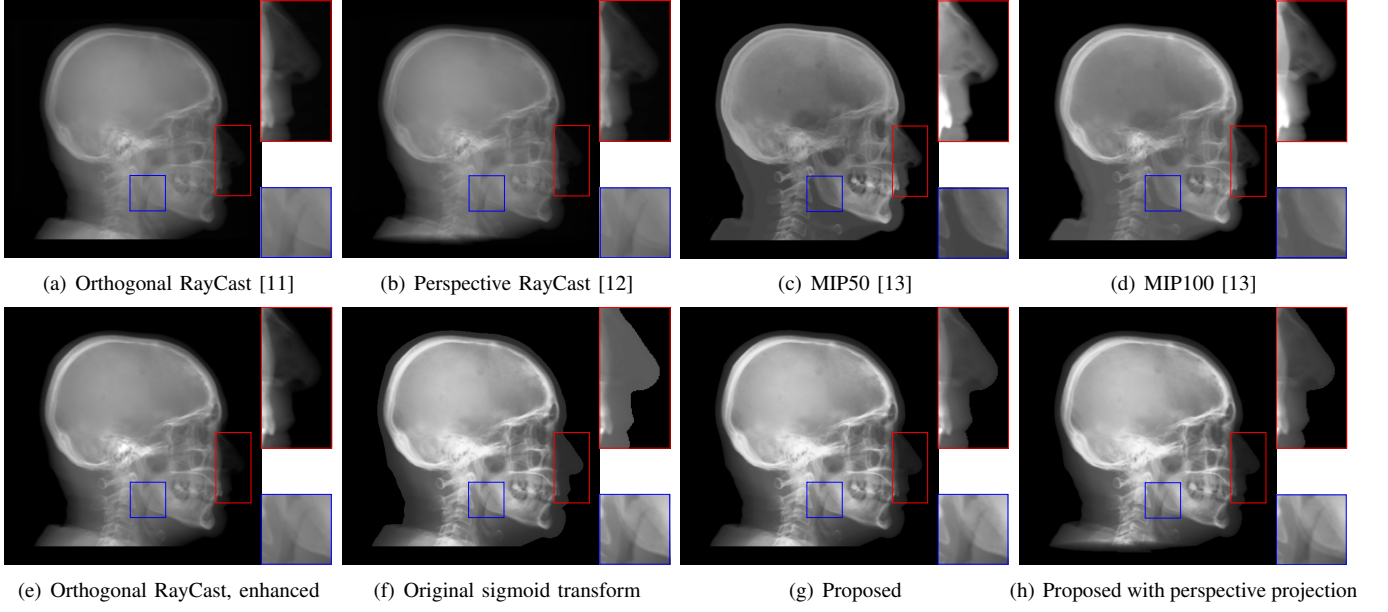 (a) Orthogonal RayCast [11]
(b) Perspective RayCast [12]
(c) MIP50 [13]
(d) MIP100 [13]
(e) Orthogonal RayCast, enhanced
(f) Original sigmoid transform
(g) Proposed
(h) Proposed with perspective projection